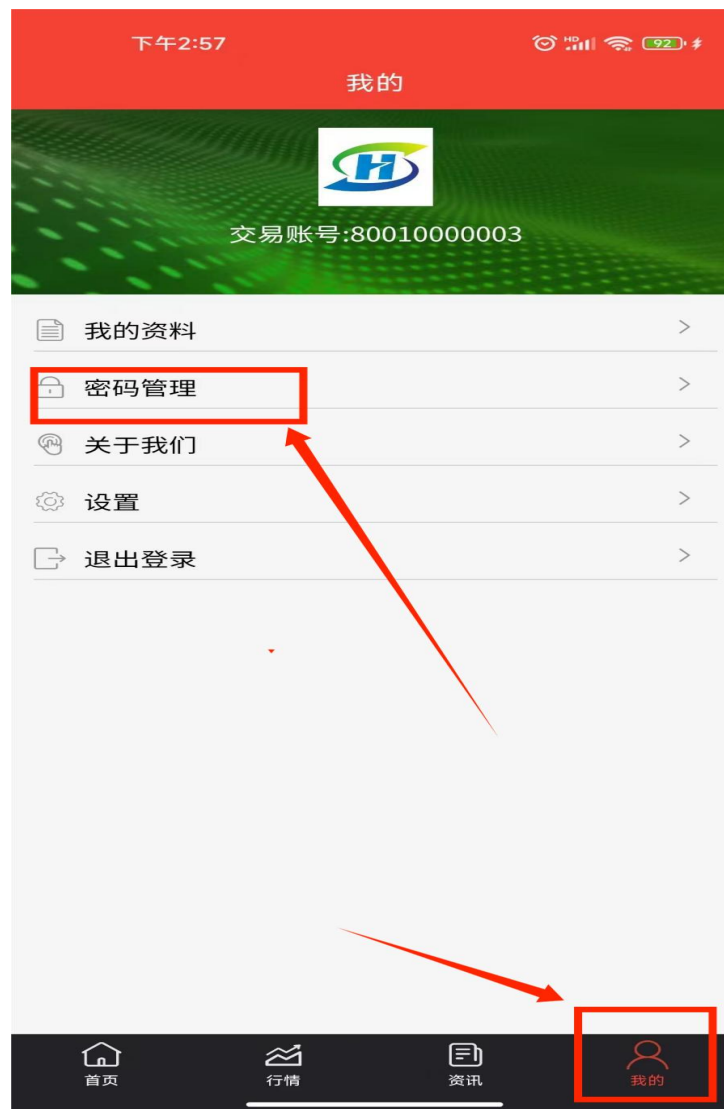 下午2:57
HD
92
我的
H
交易账号:80010000003
我的资料
密码管理
关于我们
设置
退出登录
首页
行情
资讯
我的